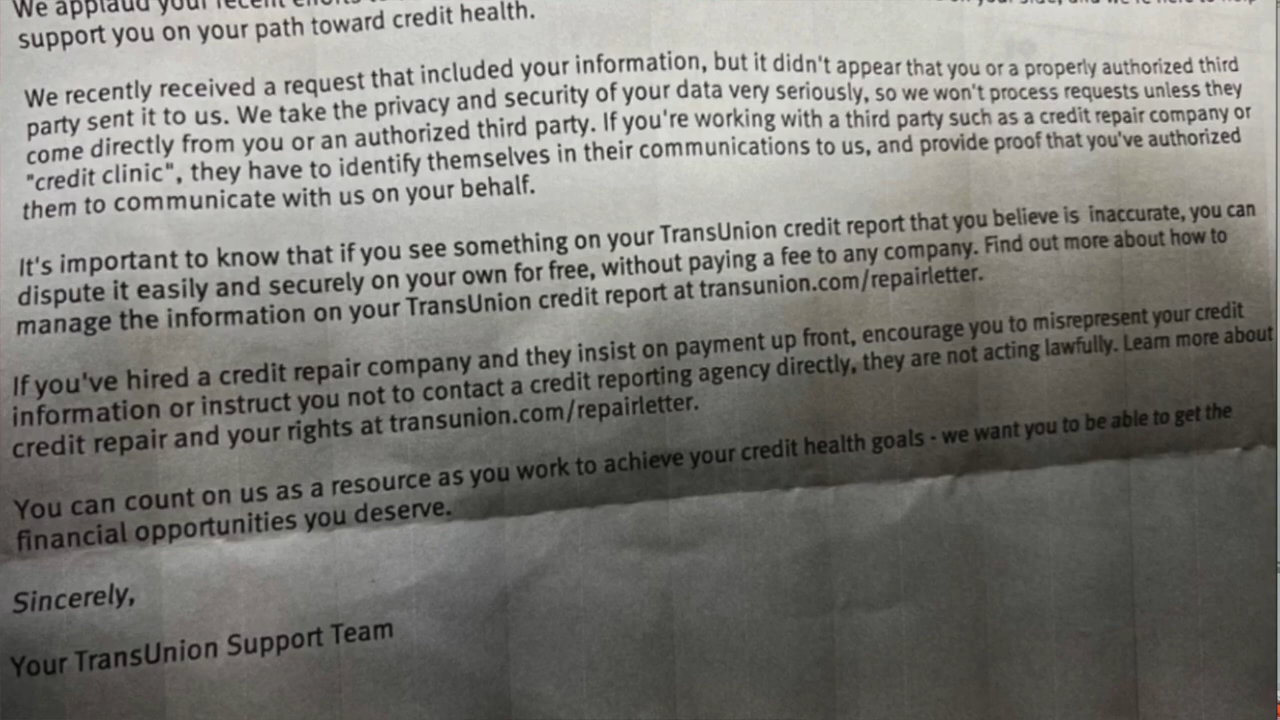 We applaud your recent efforts to
support you on your path toward credit health.
We recently received a request that included your information, but it didn't appear that you or a properly authorized third
party sent it to us. We take the privacy and security of your data very seriously, so we won't process requests unless they
come directly from you or an authorized third party. If you're working with a third party such as a credit repair company or
"credit clinic", they have to identify themselves in their communications to us, and provide proof that you've authorized
them to communicate with us on your behalf.
It's important to know that if you see something on your TransUnion credit report that you believe is inaccurate, you can
dispute it easily and securely on your own for free, without paying a fee to any company. Find out more about how to
manage the information on your TransUnion credit report at transunion.com/repairletter.
If you've hired a credit repair company and they insist on payment up front, encourage you to misrepresent your credit
information or instruct you not to contact a credit reporting agency directly, they are not acting lawfully. Learn more about
credit repair and your rights at transunion.com/repairletter.
You can count on us as a resource as you work to achieve your credit health goals - we want you to be able to get the
financial opportunities you deserve.
Sincerely,
Your TransUnion Support Team